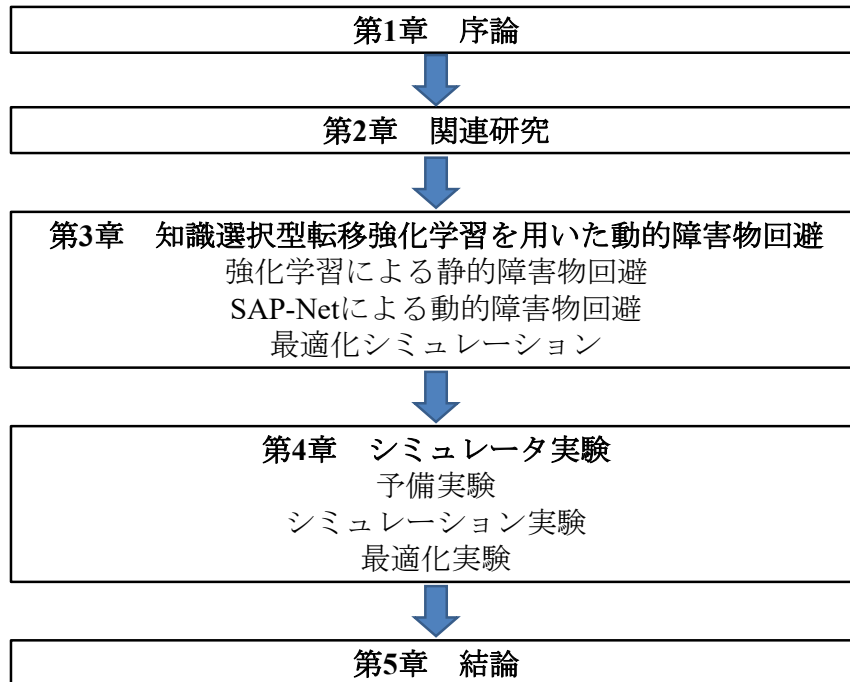 第1章　序論
第2章　関連研究
第3章　知識選択型転移強化学習を用いた動的障害物回避
強化学習による静的障害物回避
SAP-Netによる動的障害物回避
最適化シミュレーション
第4章　シミュレータ実験
予備実験
シミュレーション実験
最適化実験
第5章　結論